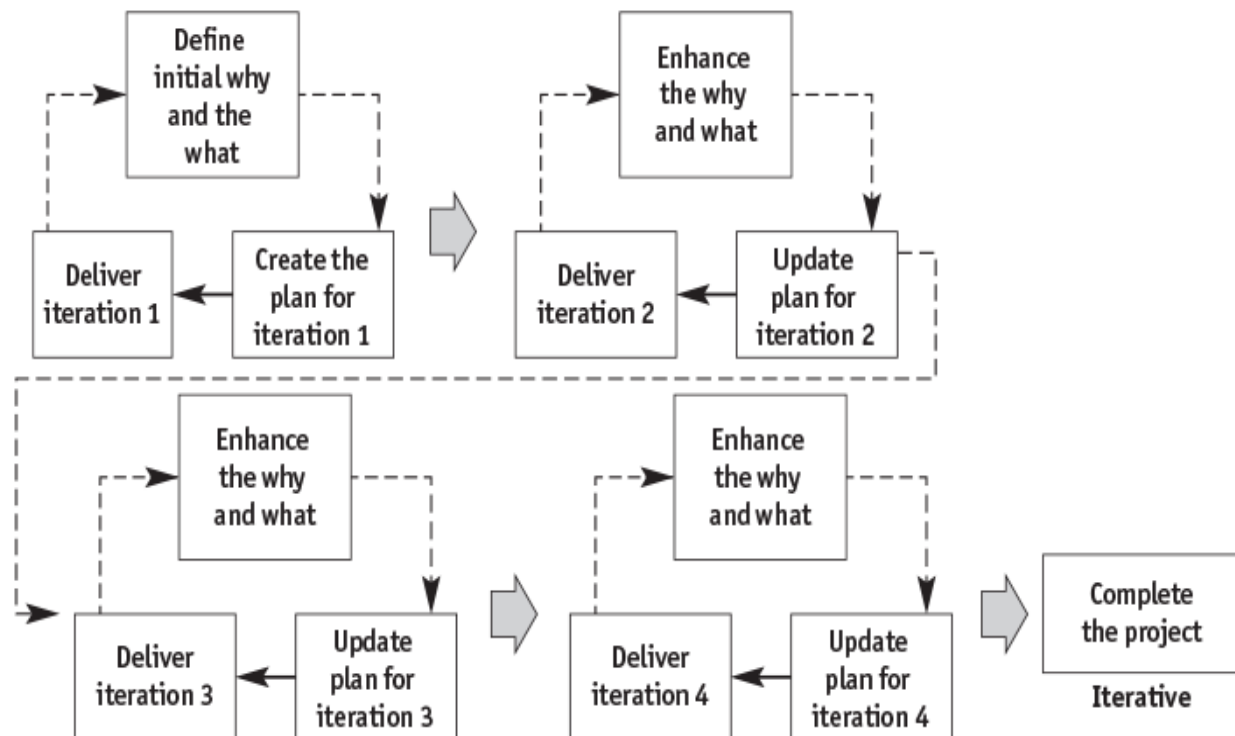 Define
initial why
and the
what
Deliver
iteration 1
Create the
plan for
iteration 1
Enhance
the why
and what
Deliver
iteration 2
Update
plan for
iteration 2
Enhance
the why
and what
Deliver
iteration 3
Update
plan for
iteration 3
Enhance
the why
and what
Deliver
iteration 4
Update
plan for
iteration 4
Complete
the project
Iterative